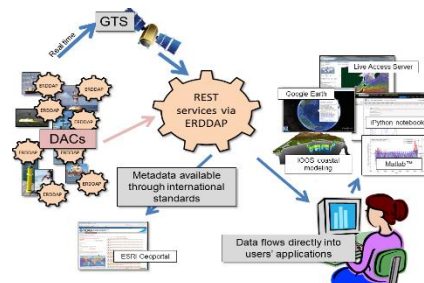 GTS
Real time
ERDDAP
ERDDAP
ERDDAP
ERDDAP
ERDDAP
DACs
ERDDAP
ERDDAP
ERDDAP
REST
services via
ERDDAP
Live Access Server
Google Earth
iPython notebook
IOOS coastal
modeling
Matlab™
Metadata available
through international
standards
ESRI Geoportal
Data flows directly into
users' applications